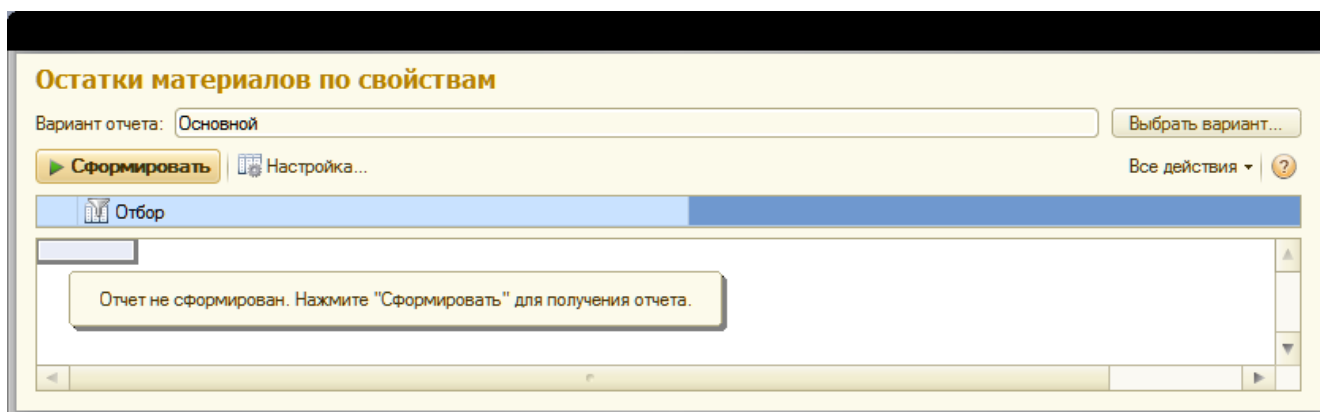 Остатки материалов по свойствам
Вариант отчета: Основной Выбрать вариант...
Сформировать Настройка... Все действия ?
Отбор
Отчет не сформирован. Нажмите "Сформировать" для получения отчета.